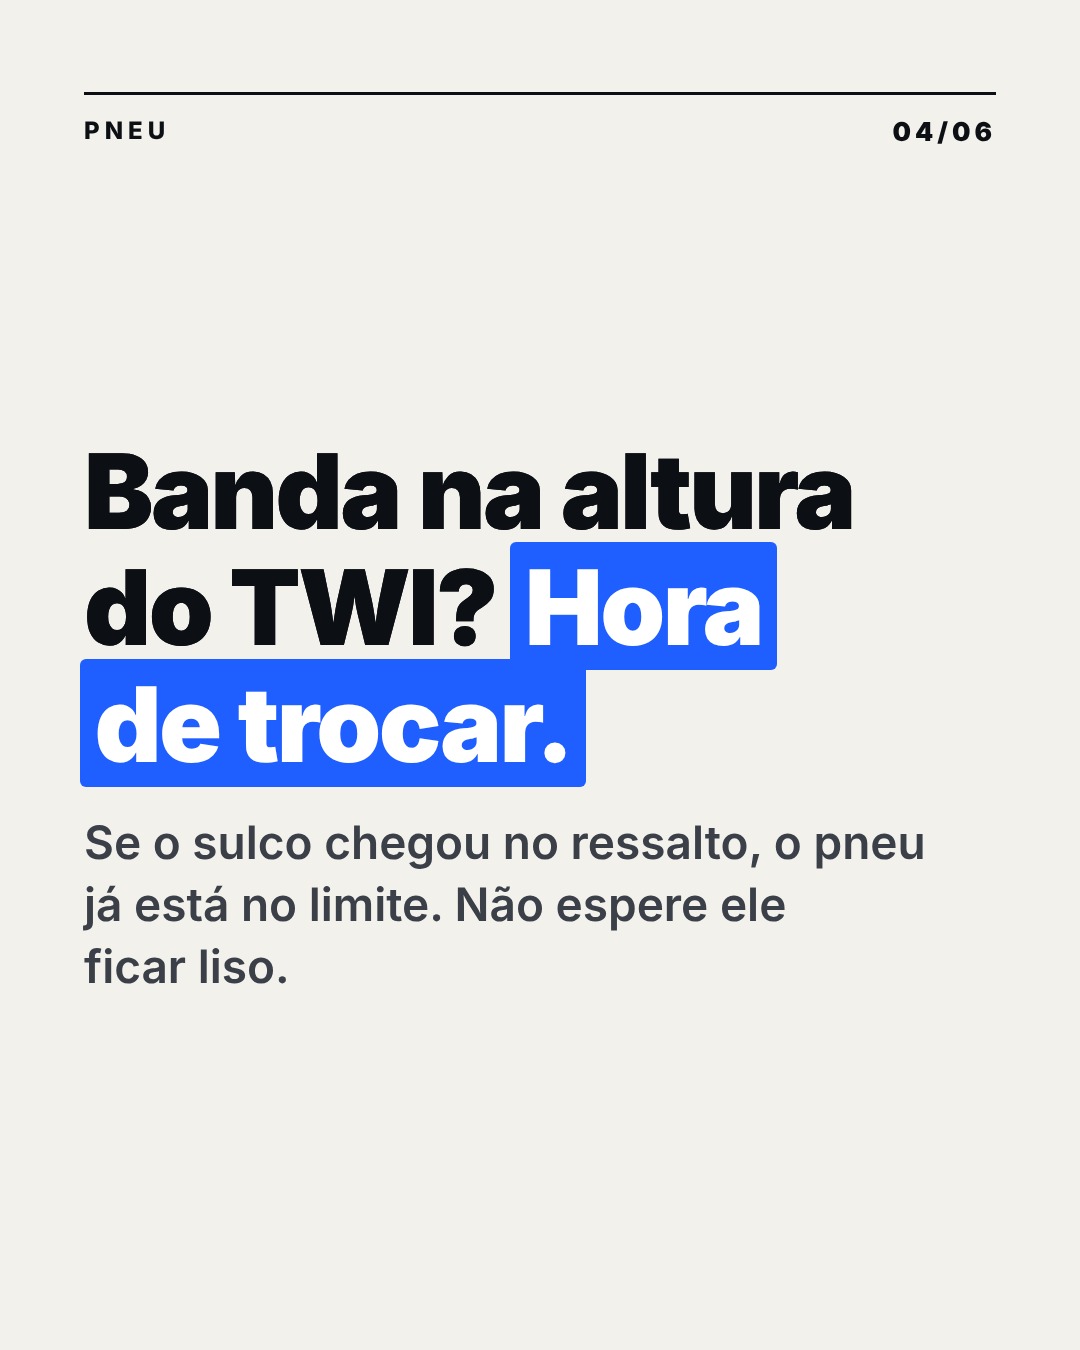 PNEU
04/06
Banda na altura
do TWI? Hora
de trocar.
Se o sulco chegou no ressalto, o pneu
já está no limite. Não espere ele
ficar liso.